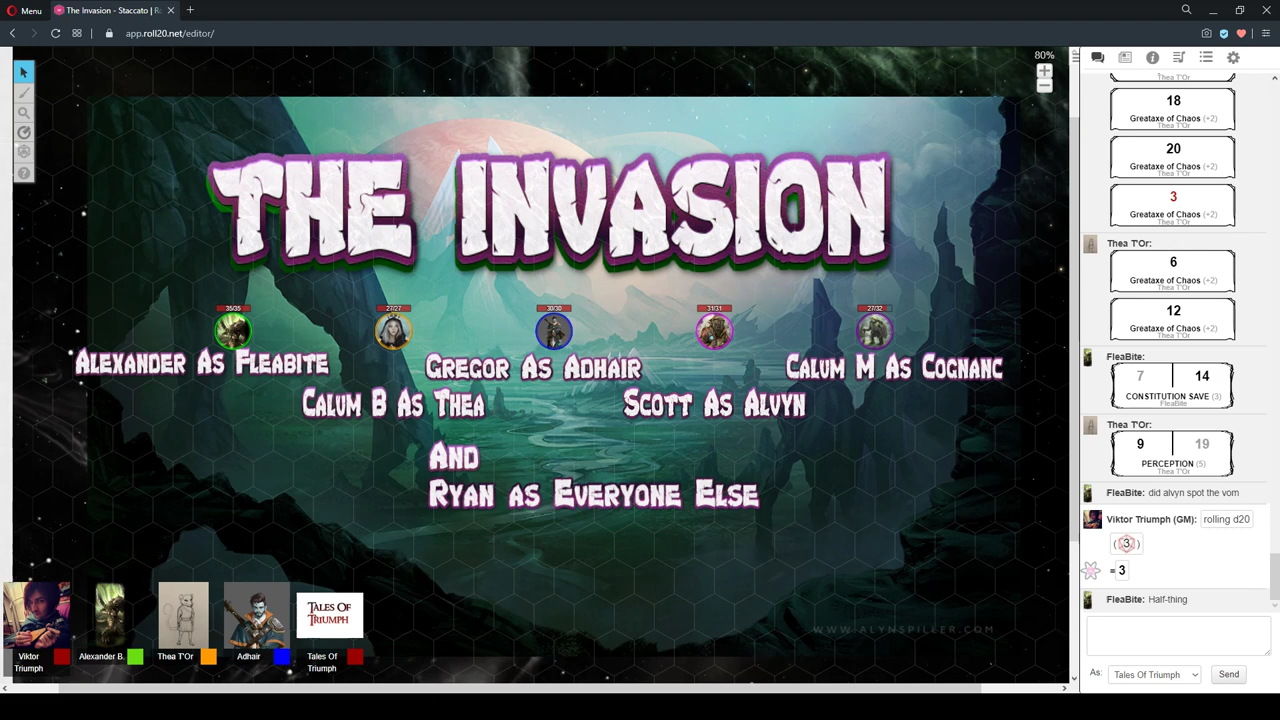 Menu
The Invasion - Staccato | Ro
app.roll20.net/editor/
80%
THE INVASION
35/35
27/27
30/30
31/31
27/32
Alexander As Fleabite
Gregor As Adhair
Calum M As Cognanc
Calum B As Thea
Scott As Alvyn
And
Ryan as Everyone Else
WWW-ALYNSPILLER.COM
Viktor Triumph
Alexander B.
Thea T'Or
Adhair
TALES OF
TRIUMPH
Tales Of Triumph
Thea T'Or
18
Greataxe of Chaos (+2)
Thea T'Or
20
Greataxe of Chaos (+2)
Thea T'Or
3
Greataxe of Chaos (+2)
Thea T'Or
Thea T'Or:
6
Greataxe of Chaos (+2)
Thea T'Or
12
Greataxe of Chaos (+2)
Thea T'Or
FleaBite:
7 14
CONSTITUTION SAVE (3)
FleaBite
Thea T'Or:
9 19
PERCEPTION (5)
Thea T'Or
FleaBite: did alvyn spot the vom
Viktor Triumph (GM): rolling d20
(3)
=3
FleaBite: Half-thing
As: Tales Of Triumph Send